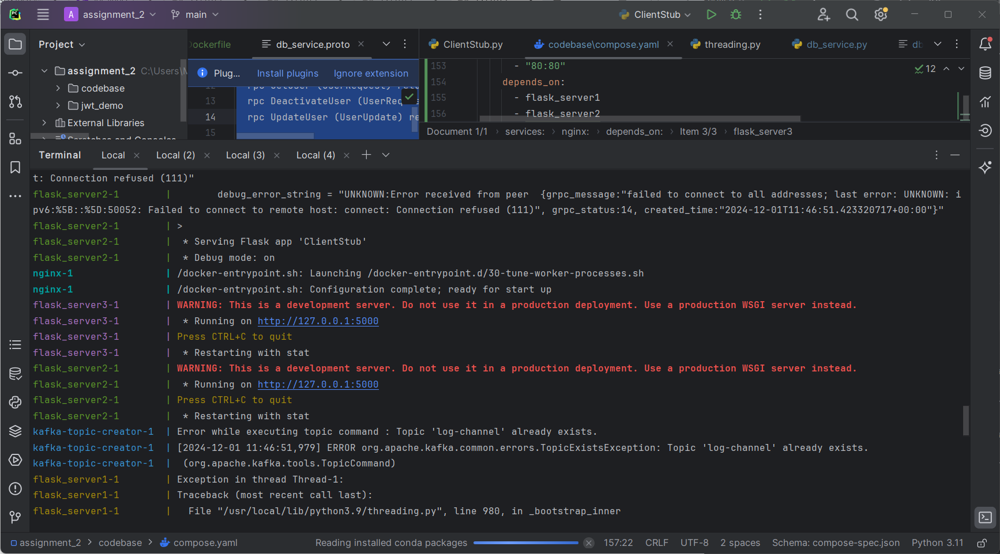 PC
A assignment_2
main
ClientStub
Project
ockerfile
db_service.proto
ClientStub.py
codebase\compose.yaml
threading.py
db_service.py
db
assignment_2 C:\Users\
codebase
jwt_demo
External Libraries
Scratches and Consoles
Plug...
Install plugins
Ignore extension
13 rpc DeactivateUser (UserReq
14 rpc UpdateUser (UserUpdate) re
15
153 - "80:80"
154 depends_on:
155 - flask_server1
156 - flask_server2
12
Document 1/1 › services: › nginx: › depends_on: › Item 3/3 › flask_server3
Terminal
Local
Local (2)
Local (3)
Local (4)
t: Connection refused (111)"
flask_server2-1 | debug_error_string = "UNKNOWN:Error received from peer {grpc_message:"failed to connect to all addresses; last error: UNKNOWN: i
pv6:%5B::%5D:50052: Failed to connect to remote host: connect: Connection refused (111)", grpc_status:14, created_time:"2024-12-01T11:46:51.423320717+00:00"}"
flask_server2-1 | >
flask_server2-1 | * Serving Flask app 'ClientStub'
flask_server2-1 | * Debug mode: on
nginx-1 | /docker-entrypoint.sh: Launching /docker-entrypoint.d/30-tune-worker-processes.sh
nginx-1 | /docker-entrypoint.sh: Configuration complete; ready for start up
flask_server3-1 | WARNING: This is a development server. Do not use it in a production deployment. Use a production WSGI server instead.
flask_server3-1 | * Running on http://127.0.0.1:5000
flask_server3-1 | Press CTRL+C to quit
flask_server3-1 | * Restarting with stat
flask_server2-1 | WARNING: This is a development server. Do not use it in a production deployment. Use a production WSGI server instead.
flask_server2-1 | * Running on http://127.0.0.1:5000
flask_server2-1 | Press CTRL+C to quit
flask_server2-1 | * Restarting with stat
kafka-topic-creator-1 | Error while executing topic command : Topic 'log-channel' already exists.
kafka-topic-creator-1 | [2024-12-01 11:46:51,979] ERROR org.apache.kafka.common.errors.TopicExistsException: Topic 'log-channel' already exists.
kafka-topic-creator-1 | (org.apache.kafka.tools.TopicCommand)
flask_server1-1 | Exception in thread Thread-1:
flask_server1-1 | Traceback (most recent call last):
flask_server1-1 | File "/usr/local/lib/python3.9/threading.py", line 980, in _bootstrap_inner
assignment_2 > codebase > compose.yaml
Reading installed conda packages
157:22
CRLF
UTF-8
2 spaces
Schema: compose-spec.json
Python 3.11